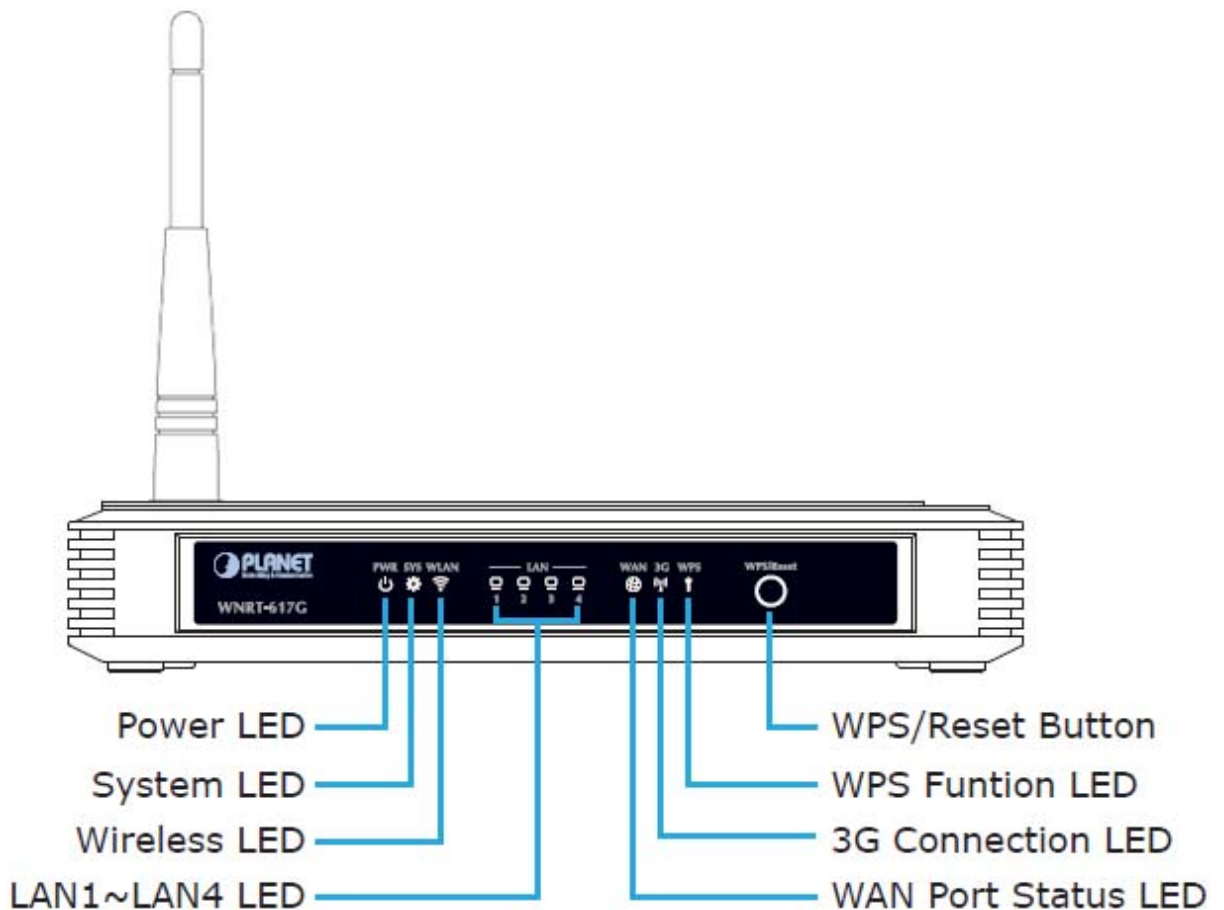 PLANET
WNRT-617G
PWR SYS WLAN
LAN
1 2 3 4
WAN 3G WPS
WPS/Reset
Power LED
System LED
Wireless LED
LAN1~LAN4 LED
WPS/Reset Button
WPS Funtion LED
3G Connection LED
WAN Port Status LED